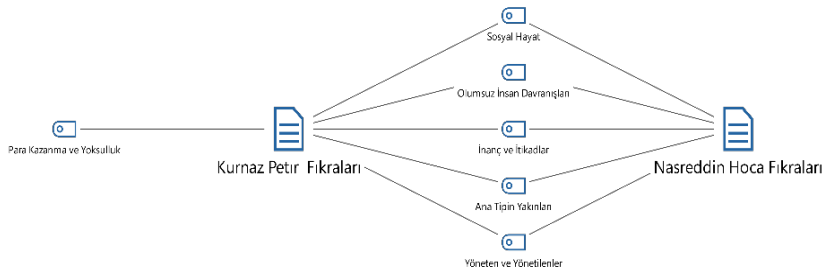 Sosyal Hayat
Olumsuz İnsan Davranışları
Para Kazanma ve Yoksulluk
Kurnaz Petır Fıkraları
İnanç ve İtikadlar
Nasreddin Hoca Fıkraları
Ana Tipin Yakınları
Yöneten ve Yönetilenler